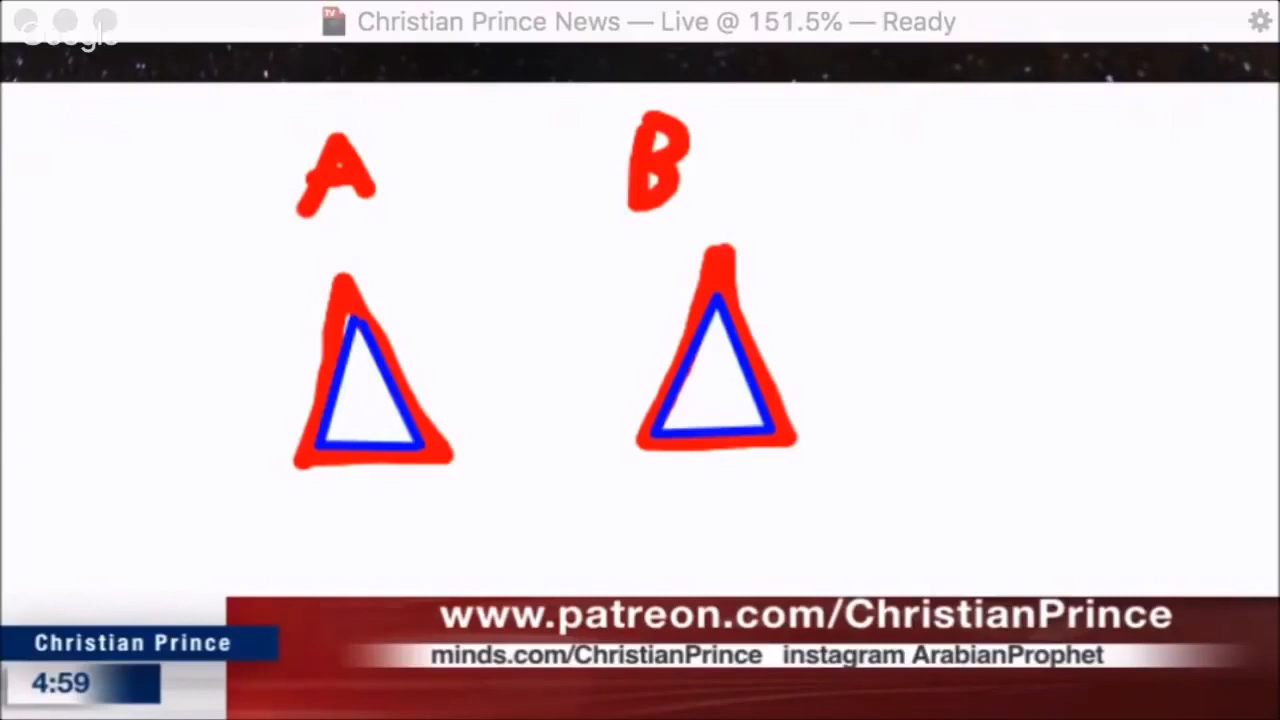 Christian Prince News — Live @ 151.5% — Ready
Google
A
B
www.patreon.com/ChristianPrince
Christian Prince
minds.com/ChristianPrince instagram ArabianProphet
4:59